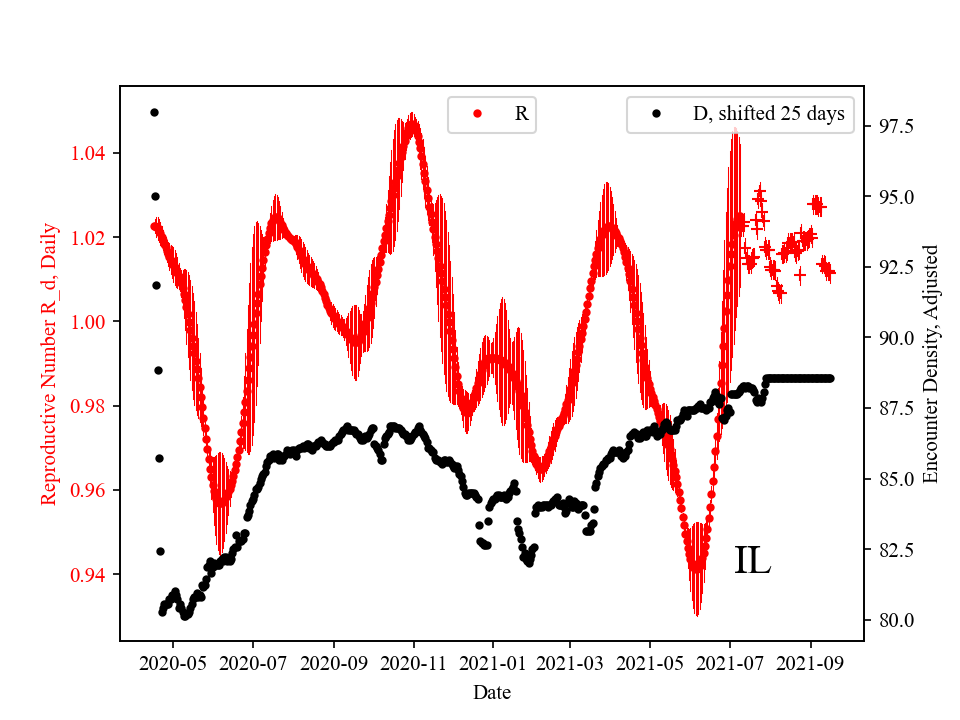 R
D, shifted 25 days
1.04
1.02
1.00
0.98
0.96
0.94
Reproductive Number R_d, Daily
97.5
95.0
92.5
90.0
87.5
85.0
82.5
80.0
Encounter Density, Adjusted
IL
2020-05 2020-07 2020-09 2020-11 2021-01 2021-03 2021-05 2021-07 2021-09
Date